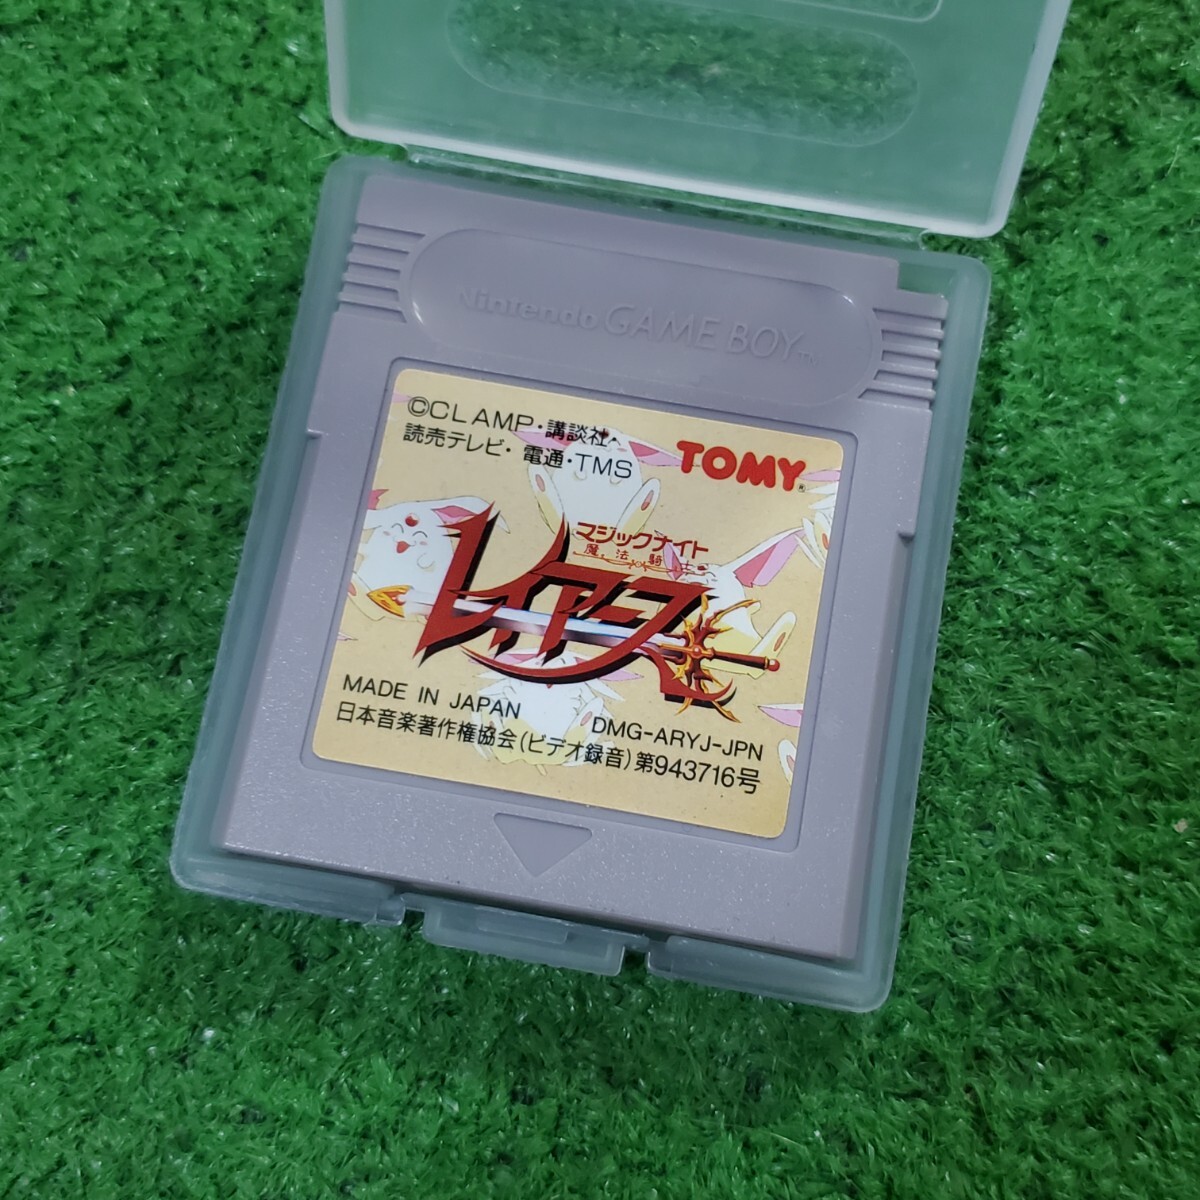 Nintendo GAME BOY TM
©CLAMP・講談社・
読売テレビ・電通・TMS
TOMY®
マジックナイト
魔法騎士
レイアース
MADE IN JAPAN DMG-ARYJ-JPN
日本音楽著作権協会(ビデオ録音)第943716号